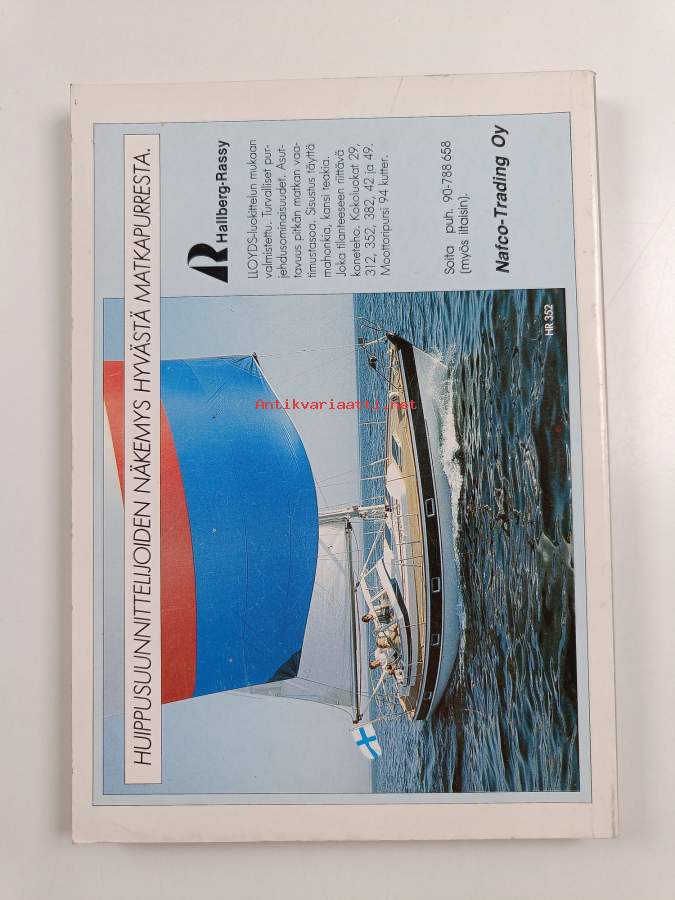 HUIPPUSUUNNITTELIJOIDEN NÄKEMYS HYVÄSTÄ MATKAPURRESTA.
Hallberg-Rassy
LLOYDS-luokittelun mukaan
valmistettu. Turvalliset pur-
jehdusominaisuudet. Asut-
tavuus pitkän matkan vaa-
timustasoa. Sisustus täyttä
mahonkia, kansi teakia.
Joka tilanteeseen riittävä
koneteho. Kokoluokat 29,
312, 352, 382, 42 ja 49.
Moottoripursi 94 kutter.
Soita puh. 90-788 658
(myös iltaisin).
Nafco-Trading Oy
HR 352
Antikvariaatti.net